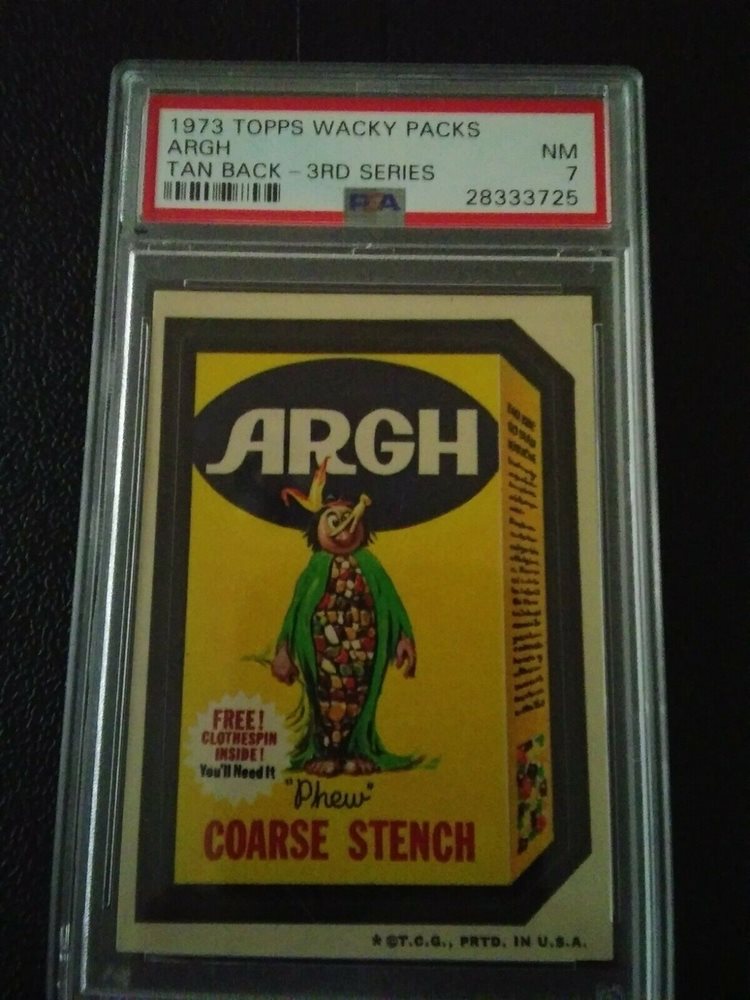 1973 TOPPS WACKY PACKS
ARGH NM
TAN BACK - 3RD SERIES 7
PSA 28333725
ARGH
FREE!
CLOTHESPIN
INSIDE!
You'll Need It
"Phew"
COARSE STENCH
* ©T.C.G., PRTD. IN U.S.A.